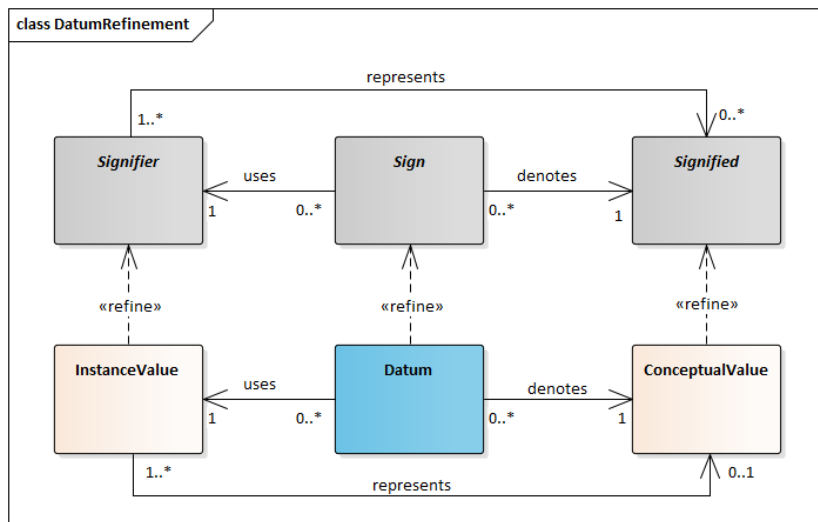 class DatumRefinement
represents
1..*
0..*
Signifier
Sign
Signified
uses
denotes
1
0..*
0..*
1
«refine»
«refine»
«refine»
InstanceValue
Datum
ConceptualValue
uses
denotes
1
0..*
0..*
1
1..*
0..1
represents